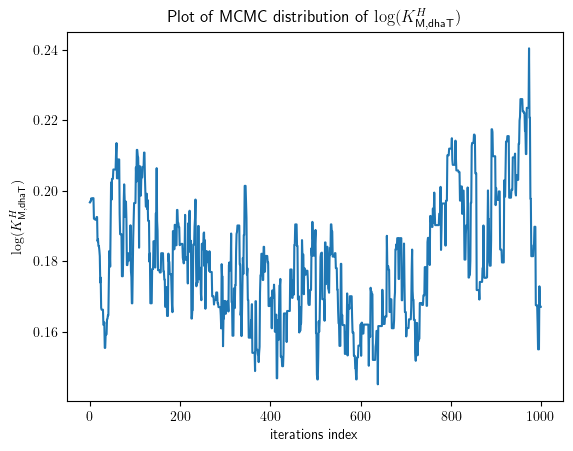 Plot of MCMC distribution of log(K^H_{M,dhaT})
log(K^H_{M,dhaT})
0.24
0.22
0.20
0.18
0.16
0 200 400 600 800 1000
iterations index